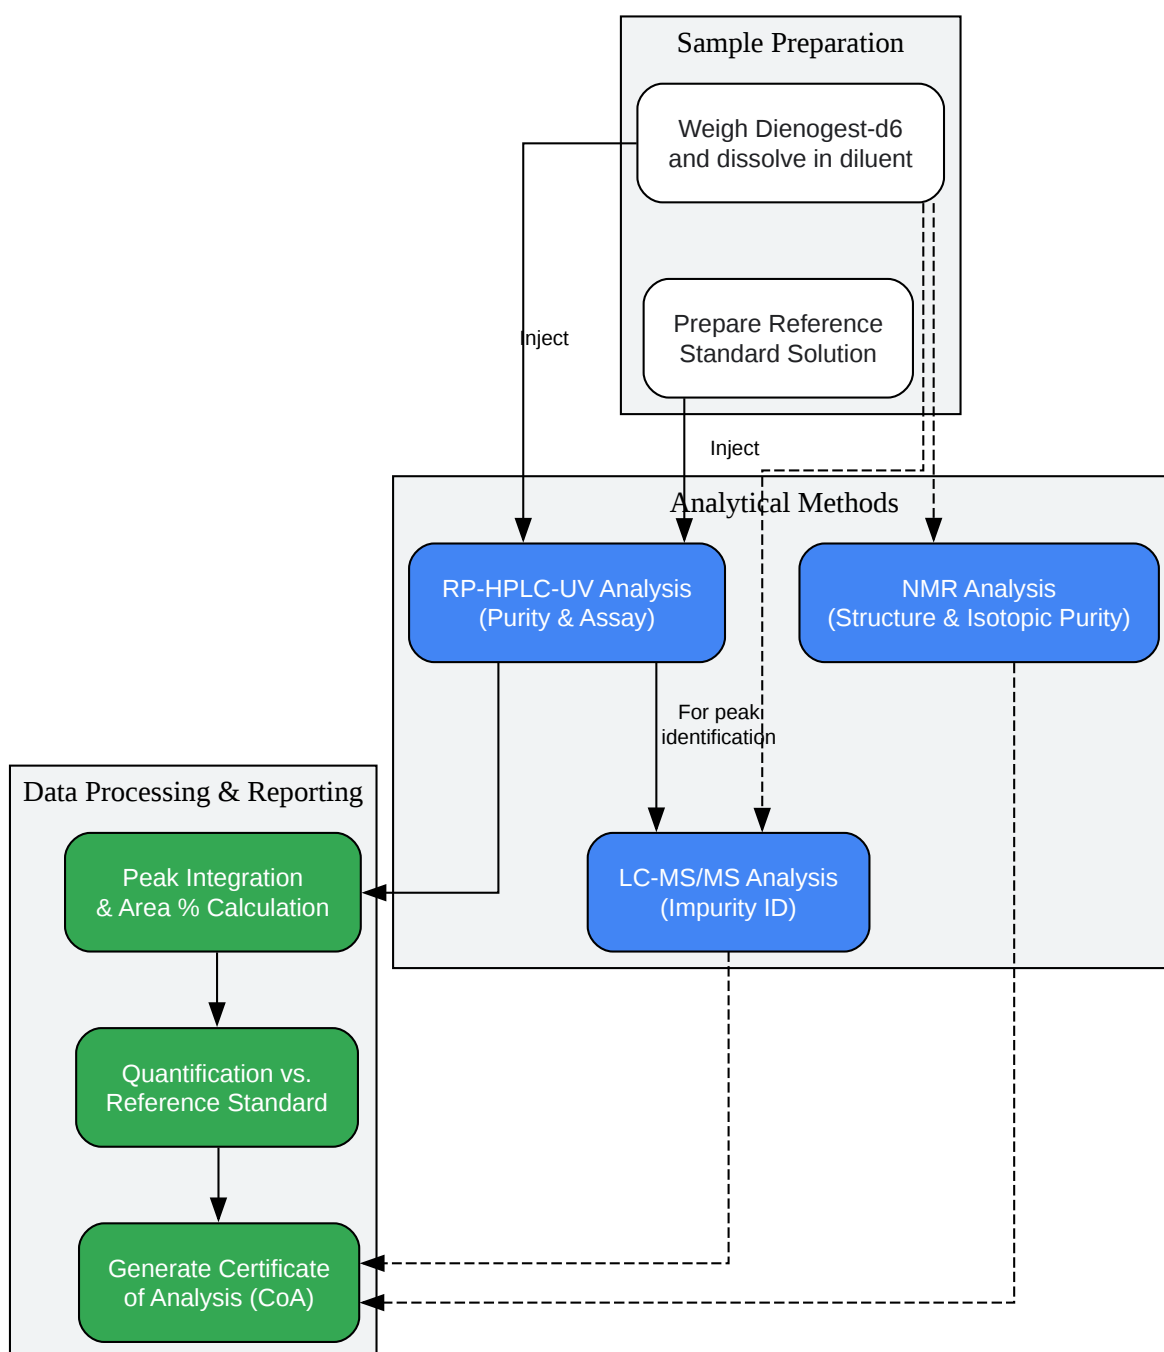 Sample Preparation
Weigh Dienogest-d6
and dissolve in diluent
Prepare Reference
Standard Solution
Inject
Inject
Analytical Methods
RP-HPLC-UV Analysis
(Purity & Assay)
NMR Analysis
(Structure & Isotopic Purity)
For peak
identification
LC-MS/MS Analysis
(Impurity ID)
Data Processing & Reporting
Peak Integration
& Area % Calculation
Quantification vs.
Reference Standard
Generate Certificate
of Analysis (CoA)